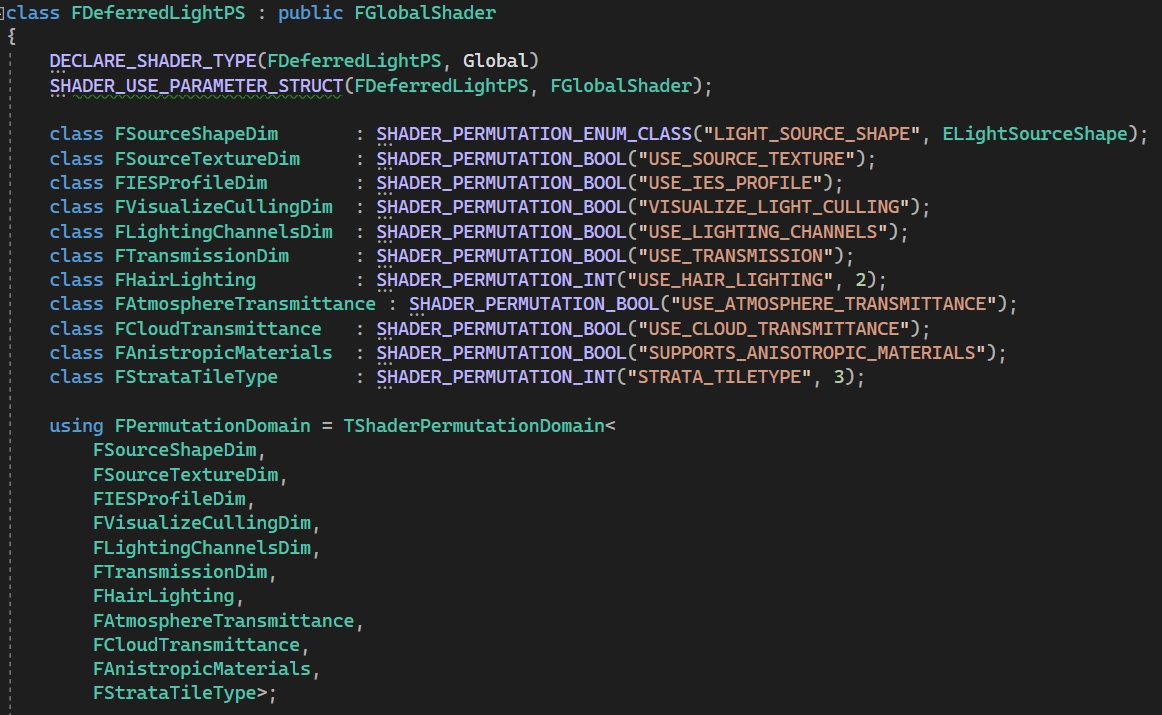 class FDeferredLightPS : public FGlobalShader
{
    DECLARE_SHADER_TYPE(FDeferredLightPS, Global)
    SHADER_USE_PARAMETER_STRUCT(FDeferredLightPS, FGlobalShader);

    class FSourceShapeDim       : SHADER_PERMUTATION_ENUM_CLASS("LIGHT_SOURCE_SHAPE", ELightSourceShape);
    class FSourceTextureDim     : SHADER_PERMUTATION_BOOL("USE_SOURCE_TEXTURE");
    class FIESProfileDim        : SHADER_PERMUTATION_BOOL("USE_IES_PROFILE");
    class FVisualizeCullingDim  : SHADER_PERMUTATION_BOOL("VISUALIZE_LIGHT_CULLING");
    class FLightingChannelsDim  : SHADER_PERMUTATION_BOOL("USE_LIGHTING_CHANNELS");
    class FTransmissionDim      : SHADER_PERMUTATION_BOOL("USE_TRANSMISSION");
    class FHairLighting         : SHADER_PERMUTATION_INT("USE_HAIR_LIGHTING", 2);
    class FAtmosphereTransmittance : SHADER_PERMUTATION_BOOL("USE_ATMOSPHERE_TRANSMITTANCE");
    class FCloudTransmittance   : SHADER_PERMUTATION_BOOL("USE_CLOUD_TRANSMITTANCE");
    class FAnistropicMaterials  : SHADER_PERMUTATION_BOOL("SUPPORTS_ANISOTROPIC_MATERIALS");
    class FStrataTileType       : SHADER_PERMUTATION_INT("STRATA_TILETYPE", 3);

    using FPermutationDomain = TShaderPermutationDomain<
        FSourceShapeDim,
        FSourceTextureDim,
        FIESProfileDim,
        FVisualizeCullingDim,
        FLightingChannelsDim,
        FTransmissionDim,
        FHairLighting,
        FAtmosphereTransmittance,
        FCloudTransmittance,
        FAnistropicMaterials,
        FStrataTileType>;